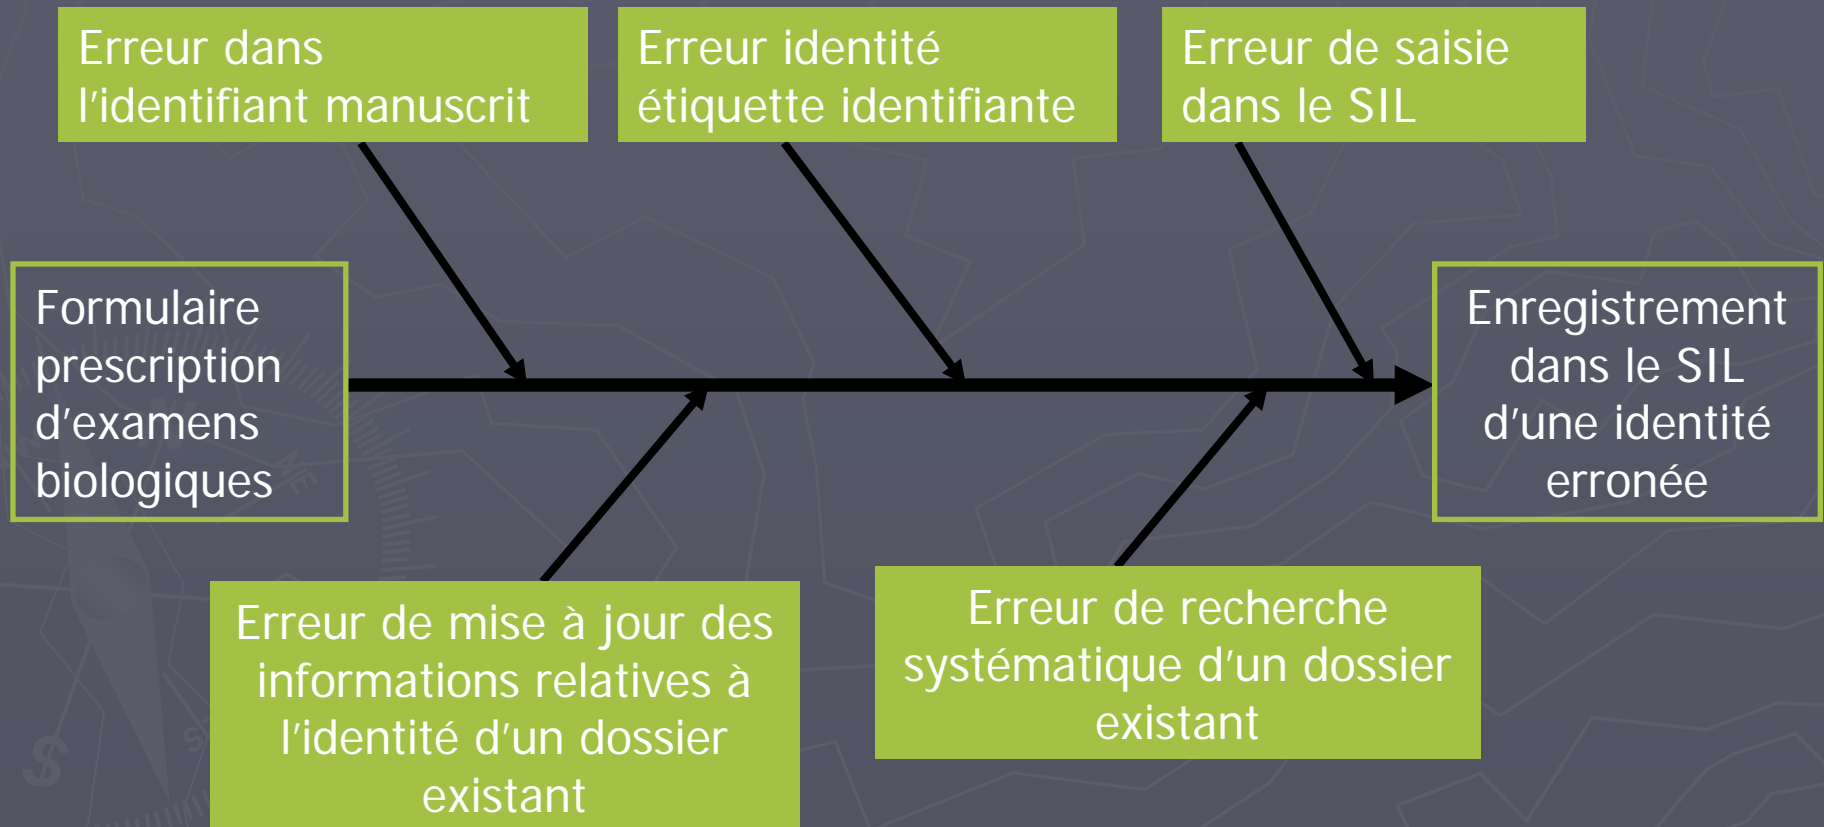 Erreur dans
l'identifiant manuscrit
Erreur identité
étiquette identifiante
Erreur de saisie
dans le SIL
Formulaire
prescription
d'examens
biologiques
Enregistrement
dans le SIL
d'une identité
erronée
Erreur de mise à jour des
informations relatives à
l'identité d'un dossier
existant
Erreur de recherche
systématique d'un dossier
existant